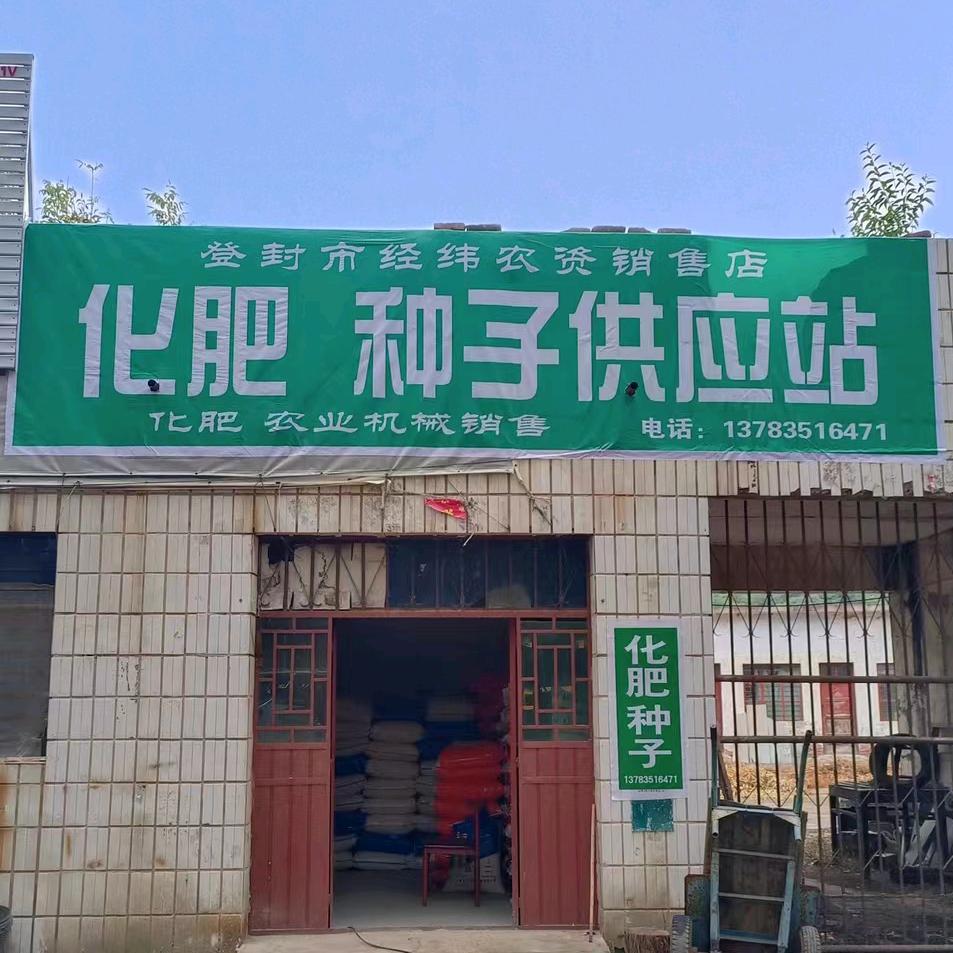 登封市经纬农资销售店
化肥 种子供应站
化肥 农业机械销售 电话：13783516471
化肥种子
13783516471